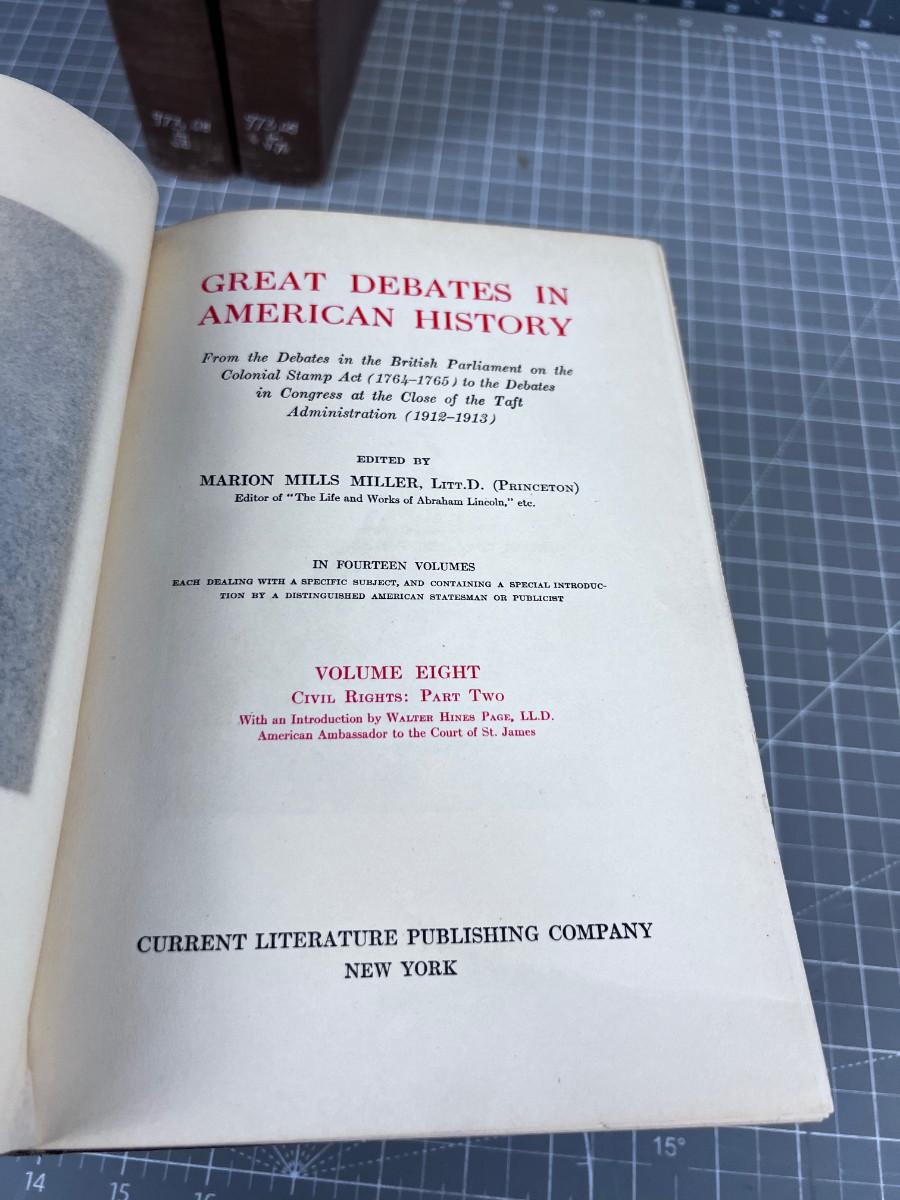 973.08
973.08
GREAT DEBATES IN
AMERICAN HISTORY
From the Debates in the British Parliament on the
Colonial Stamp Act (1764–1765) to the Debates
in Congress at the Close of the Taft
Administration (1912–1913)
EDITED BY
MARION MILLS MILLER, LITT.D. (PRINCETON)
Editor of "The Life and Works of Abraham Lincoln," etc.
IN FOURTEEN VOLUMES
EACH DEALING WITH A SPECIFIC SUBJECT, AND CONTAINING A SPECIAL INTRODUC-
TION BY A DISTINGUISHED AMERICAN STATESMAN OR PUBLICIST
VOLUME EIGHT
CIVIL RIGHTS: PART TWO
With an Introduction by WALTER HINES PAGE, LL.D.
American Ambassador to the Court of St. James
CURRENT LITERATURE PUBLISHING COMPANY
NEW YORK
15°
14
15